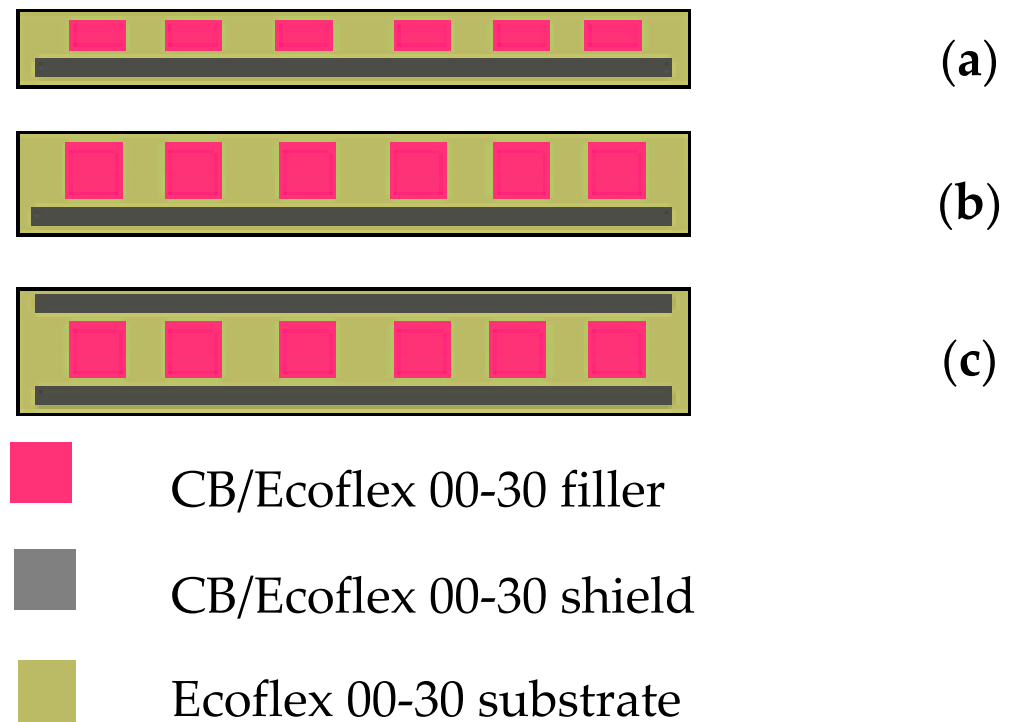 (a)
(b)
(c)
CB/Ecoflex 00-30 filler
CB/Ecoflex 00-30 shield
Ecoflex 00-30 substrate